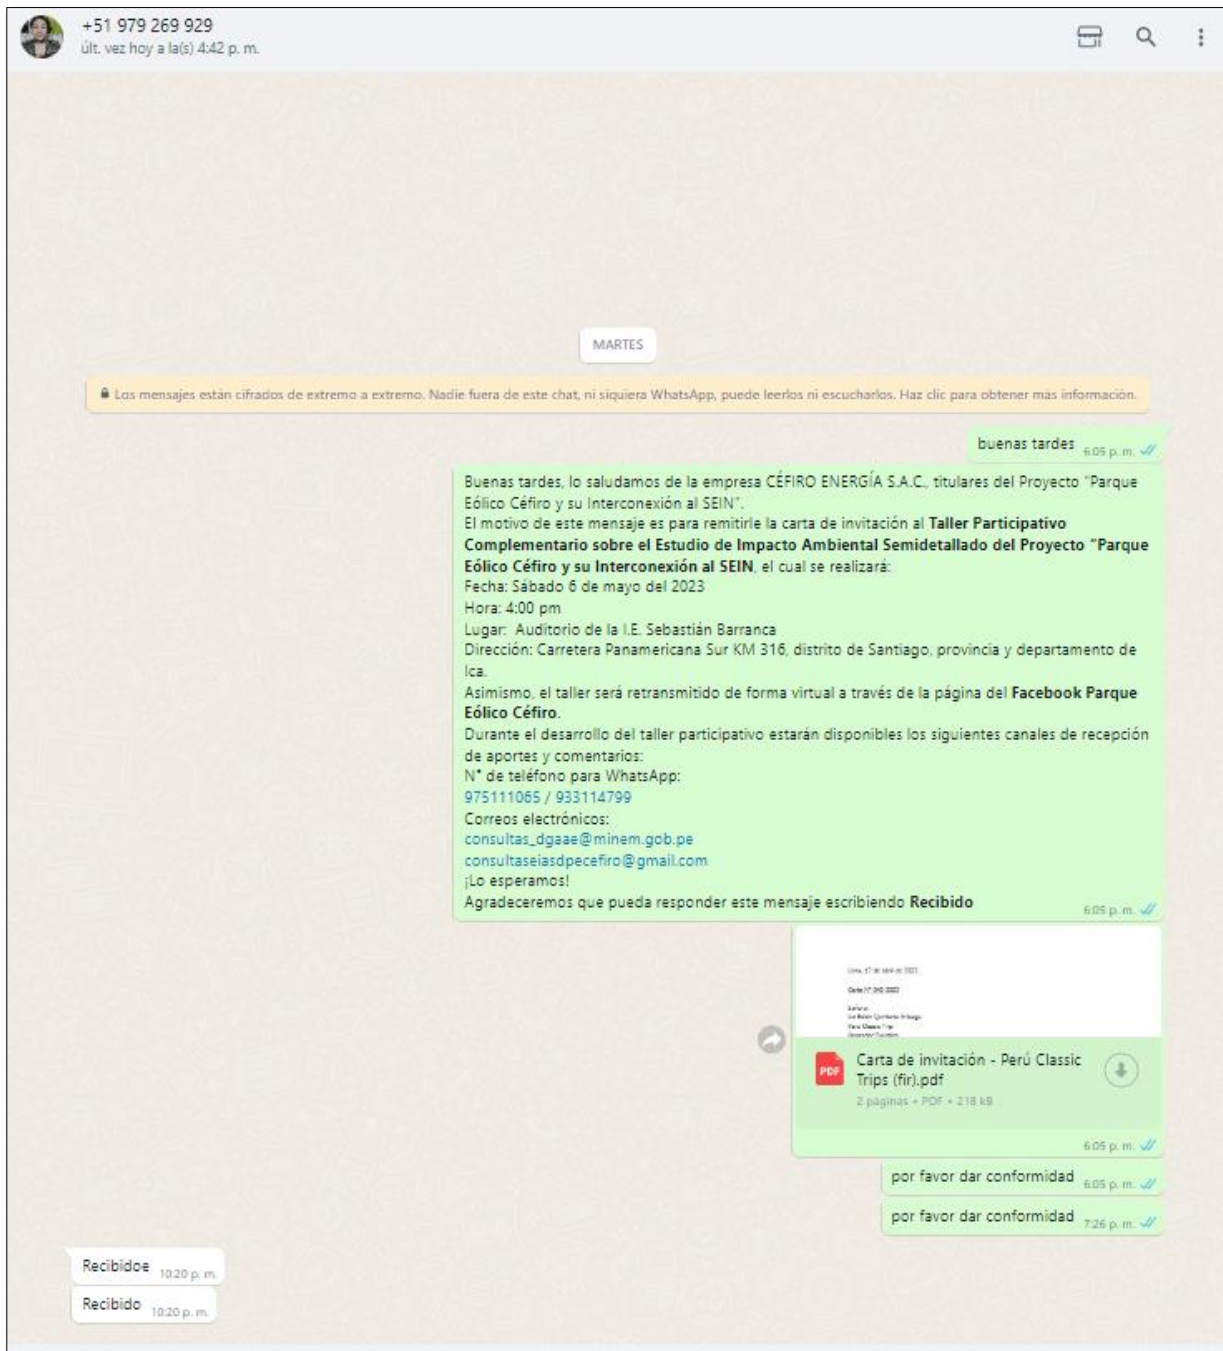 +51 979 269 929
últ. vez hoy a la(s) 4:42 p. m.
MARTES
Los mensajes están cifrados de extremo a extremo. Nadie fuera de este chat, ni siquiera WhatsApp, puede leerlos ni escucharlos. Haz clic para obtener más información.
buenas tardes 6:05 p. m.
Buenas tardes, lo saludamos de la empresa CÉFIRO ENERGÍA S.A.C., titulares del Proyecto "Parque
Eólico Céfiro y su Interconexión al SEIN".
El motivo de este mensaje es para remitirle la carta de invitación al Taller Participativo
Complementario sobre el Estudio de Impacto Ambiental Semidetallado del Proyecto "Parque
Eólico Céfiro y su Interconexión al SEIN, el cual se realizará:
Fecha: Sábado 6 de mayo del 2023
Hora: 4:00 pm
Lugar: Auditorio de la I.E. Sebastián Barranca
Dirección: Carretera Panamericana Sur KM 316, distrito de Santiago, provincia y departamento de
Ica.
Asimismo, el taller será retransmitido de forma virtual a través de la página del Facebook Parque
Eólico Céfiro.
Durante el desarrollo del taller participativo estarán disponibles los siguientes canales de recepción
de aportes y comentarios:
N° de teléfono para WhatsApp:
975111065 / 933114799
Correos electrónicos:
consultas_dgaae@minem.gob.pe
consultaseiasdpecefiro@gmail.com
¡Lo esperamos!
Agradeceremos que pueda responder este mensaje escribiendo Recibido 6:05 p. m.
PDF
Carta de invitación - Perú Classic
Trips (fir).pdf
2 páginas • PDF • 218 kB
6:05 p. m.
por favor dar conformidad 6:05 p. m.
por favor dar conformidad 7:26 p. m.
Recibidoe 10:20 p. m.
Recibido 10:20 p. m.